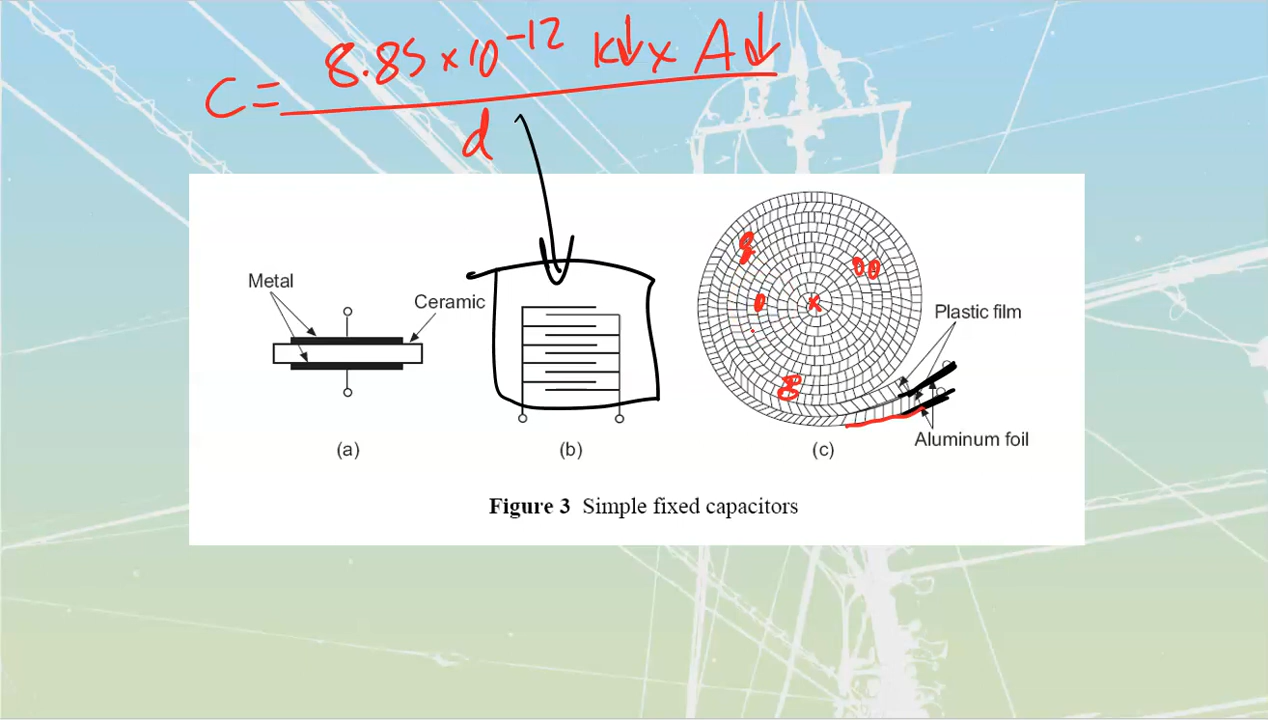 C = 8.85 × 10⁻¹² k↓ × A↓
d
Metal
Ceramic
Plastic film
Aluminum foil
(a)
(b)
(c)
Figure 3 Simple fixed capacitors